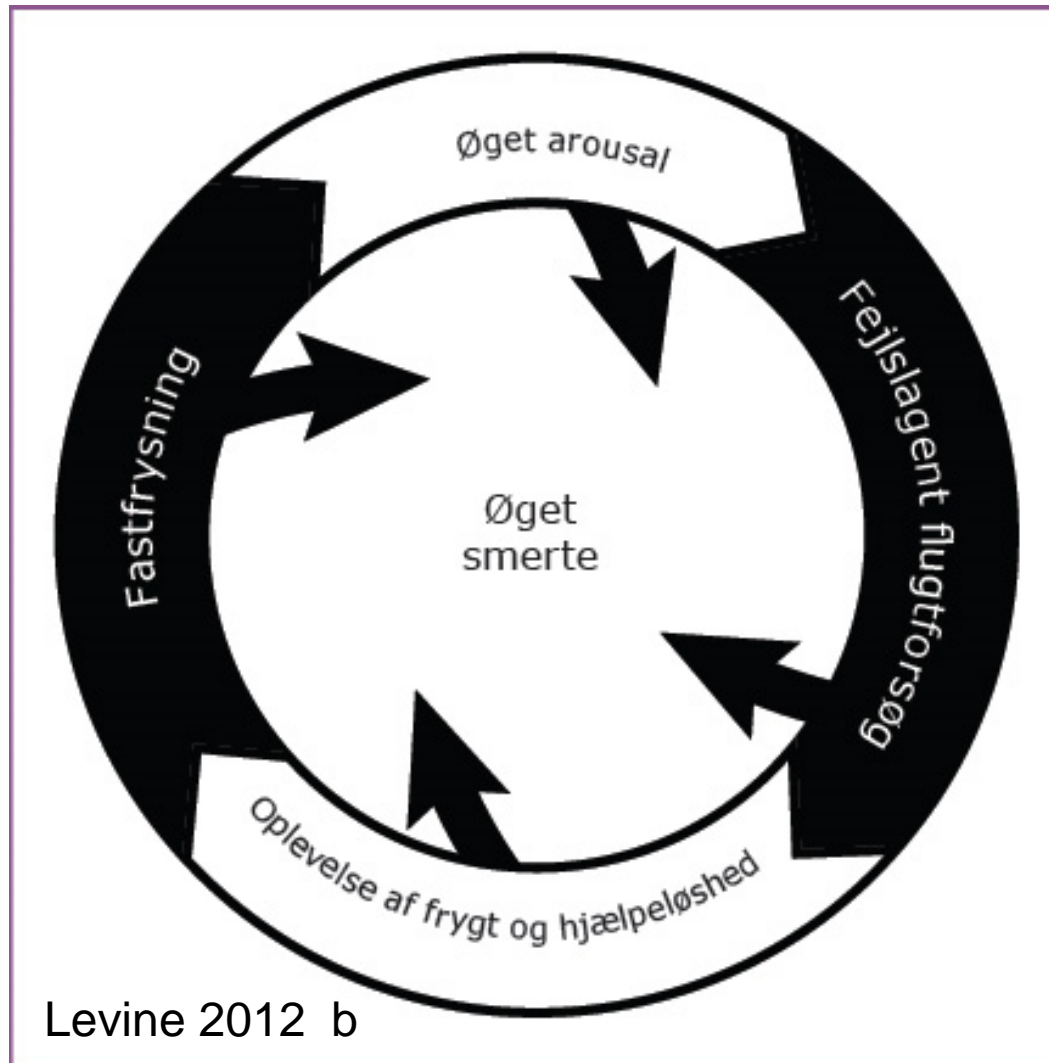 Øget arousal
Fejlslagent flugtforsøg
Oplevelse af frygt og hjælpeløshed
Fastfrysning
Øget
smerte
Levine 2012 b